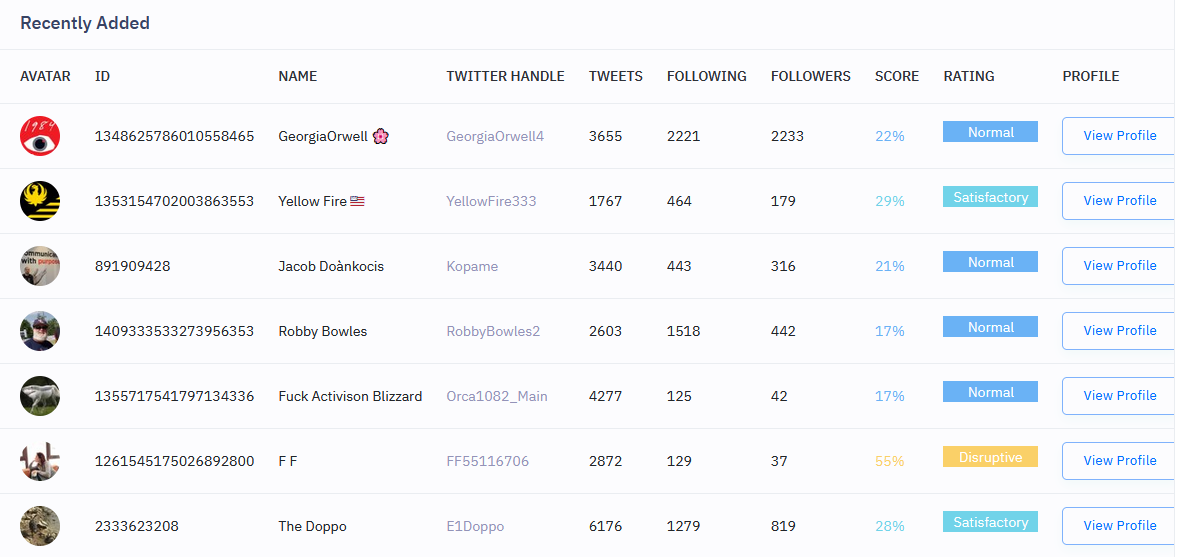 Recently Added
AVATAR ID NAME TWITTER HANDLE TWEETS FOLLOWING FOLLOWERS SCORE RATING PROFILE
1984
1348625786010558465 GeorgiaOrwell 🌸 GeorgiaOrwell4 3655 2221 2233 22% Normal View Profile
1353154702003863553 Yellow Fire 🇺🇸 YellowFire333 1767 464 179 29% Satisfactory View Profile
with purpos
891909428 Jacob Doànkocis Kopame 3440 443 316 21% Normal View Profile
1409333533273956353 Robby Bowles RobbyBowles2 2603 1518 442 17% Normal View Profile
1355717541797134336 Fuck Activison Blizzard Orca1082_Main 4277 125 42 17% Normal View Profile
1261545175026892800 F F FF55116706 2872 129 37 55% Disruptive View Profile
2333623208 The Doppo E1Doppo 6176 1279 819 28% Satisfactory View Profile